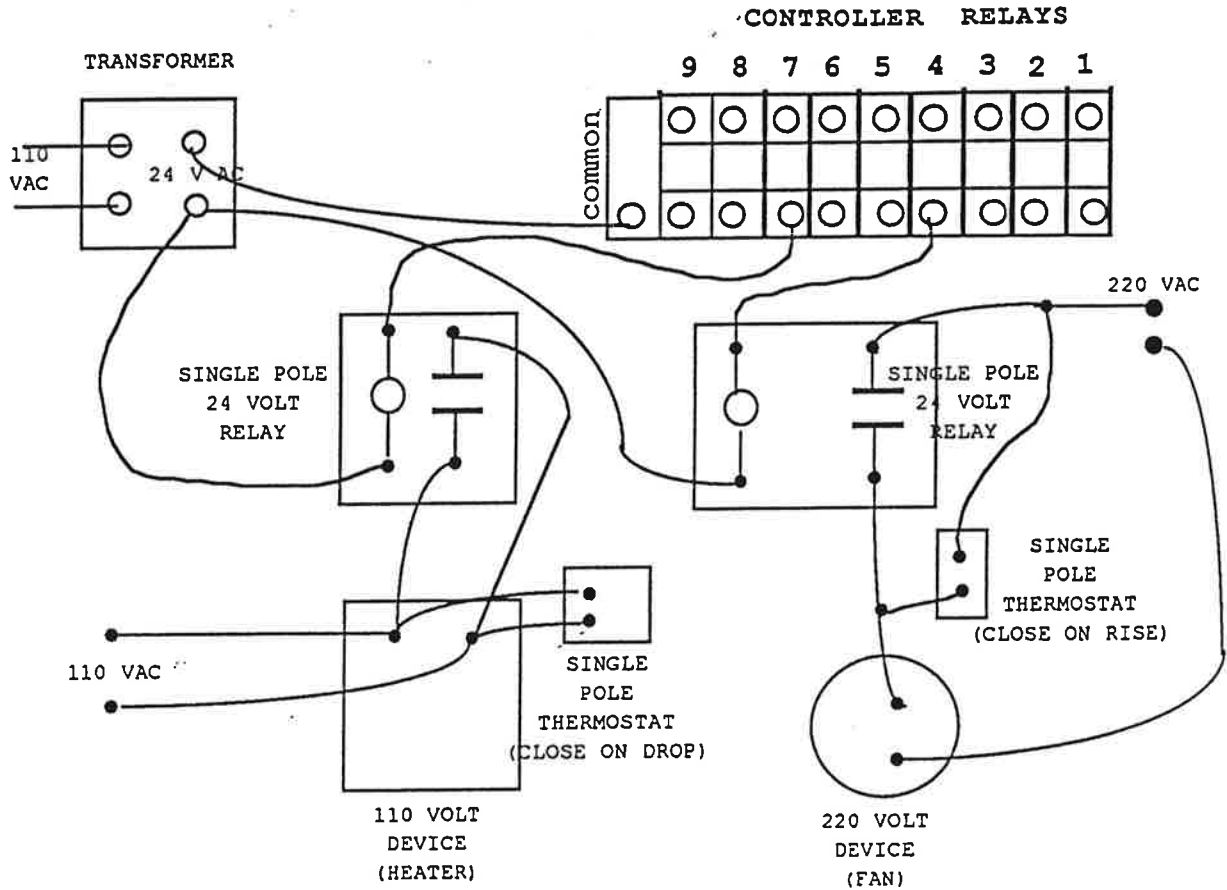 CONTROLLER RELAYS
TRANSFORMER
9 8 7 6 5 4 3 2 1
common
110
VAC
24 V AC
220 VAC
SINGLE POLE
24 VOLT
RELAY
SINGLE POLE
24 VOLT
RELAY
SINGLE
POLE
THERMOSTAT
(CLOSE ON RISE)
110 VAC
SINGLE
POLE
THERMOSTAT
(CLOSE ON DROP)
110 VOLT
DEVICE
(HEATER)
220 VOLT
DEVICE
(FAN)